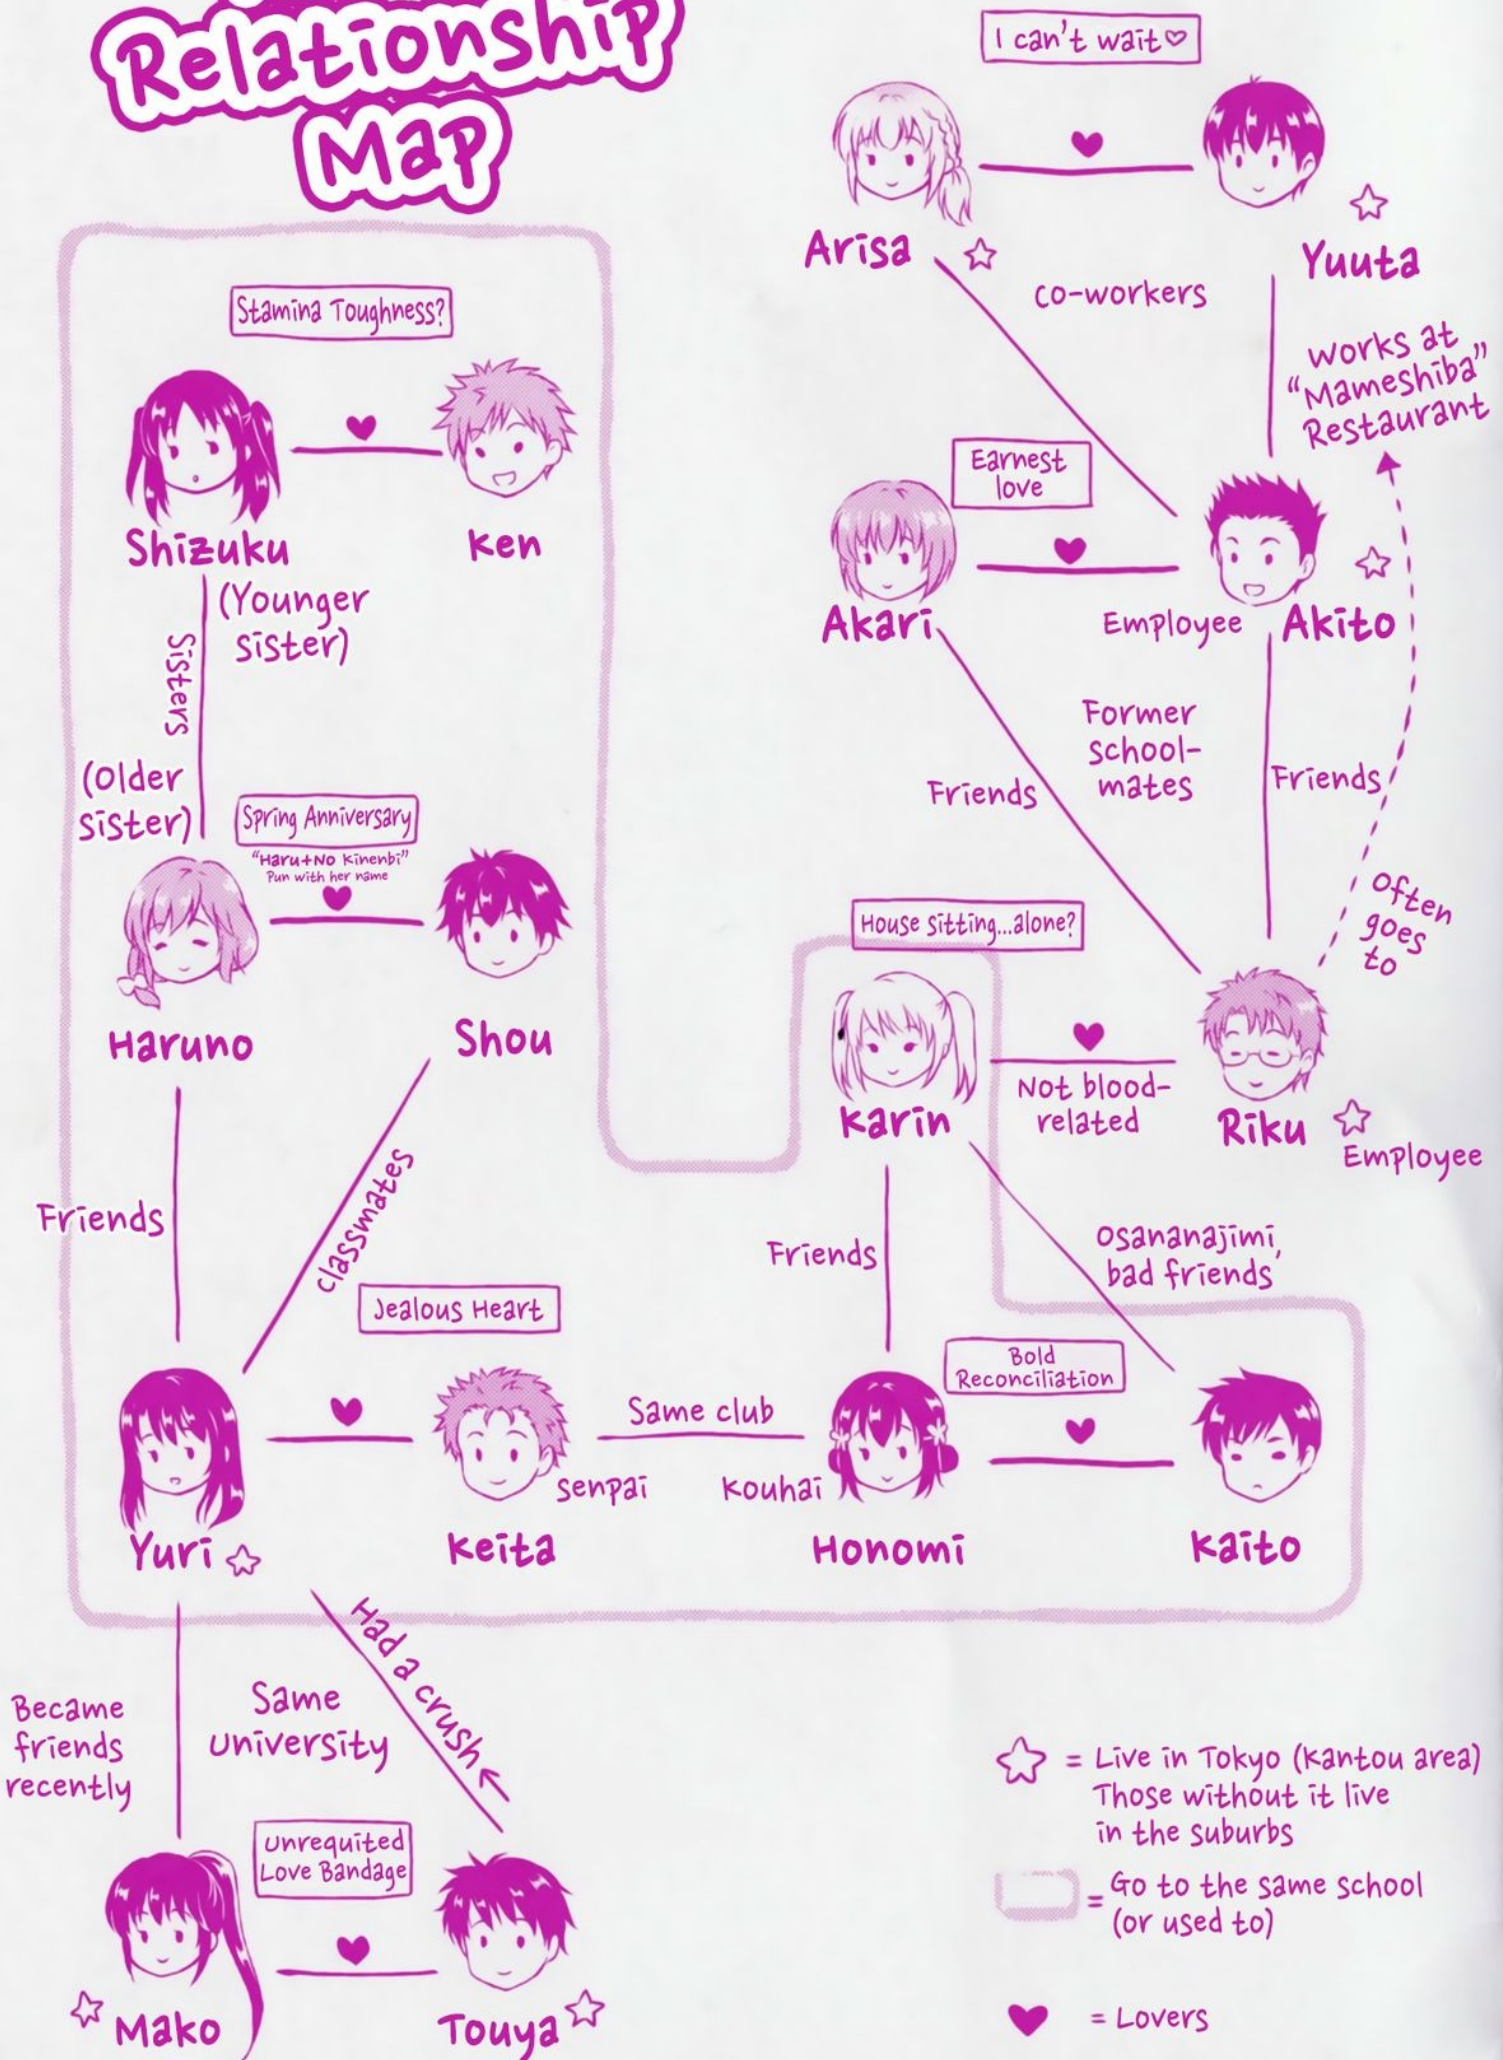 Relationship
Map
I can't wait♡
Arisa
Yuuta
co-workers
works at
"Mameshiba"
Restaurant
Stamina Toughness?
Shizuku
Ken
(Younger
sister)
Sisters
(Older
sister)
Earnest
love
Akari
Employee
Akito
Former
school-
mates
Friends
Friends
often
goes
to
Spring Anniversary
"Haru+No Kinenbi"
Pun with her name
Haruno
Shou
House sitting...alone?
Karin
Not blood-
related
Riku
Employee
Friends
classmates
Friends
Osananajimi,
bad friends
Jealous Heart
Bold
Reconciliation
Same club
senpai
kouhai
Yuri
Keita
Honomi
Kaito
Had a crush
Became
friends
recently
Same
university
Unrequited
Love Bandage
Mako
Touya
☆ = Live in Tokyo (Kantou area)
Those without it live
in the suburbs
= Go to the same school
(or used to)
♥ = Lovers